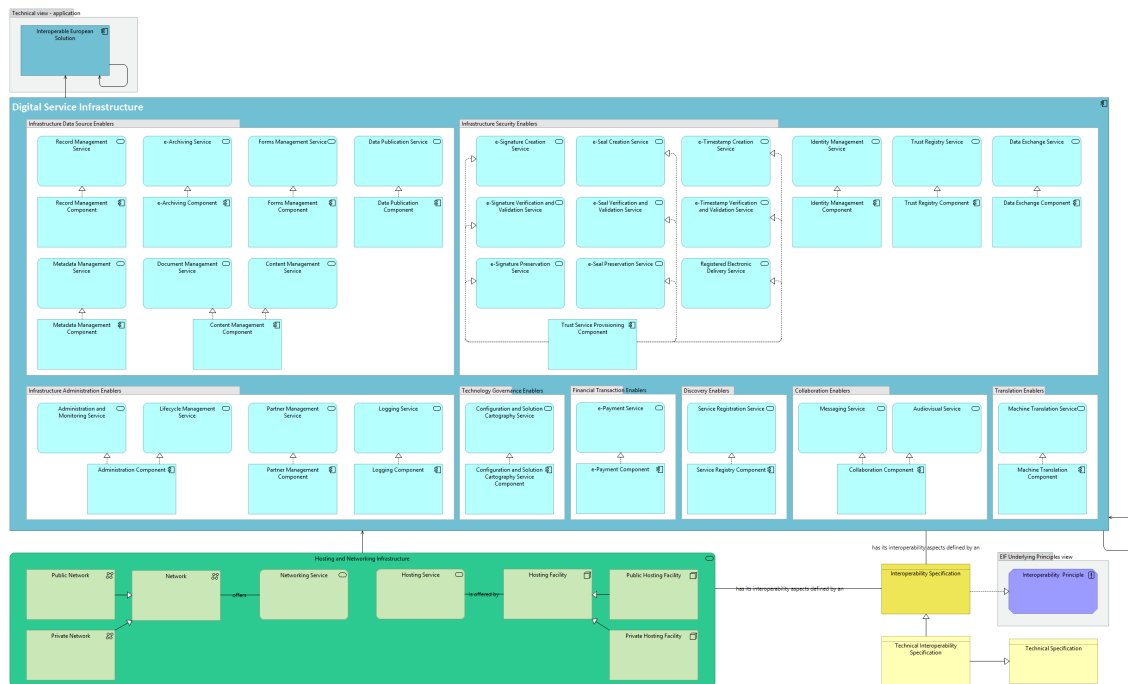 Technical view - application
Interoperable European
Solution
Digital Service Infrastructure
Infrastructure Data Source Enablers
Record Management
Service
e-Archiving Service
Forms Management Service
Data Publication Service
Record Management
Component
e-Archiving Component
Forms Management
Component
Data Publication
Component
Metadata Management
Service
Document Management
Service
Content Management
Service
Metadata Management
Component
Content Management
Component
Infrastructure Security Enablers
e-Signature Creation
Service
e-Seal Creation Service
e-Timestamp Creation
Service
Identity Management
Service
Trust Registry Service
Data Exchange Service
e-Signature Verification and
Validation Service
e-Seal Verification and
Validation Service
e-Timestamp Verification
and Validation Service
Identity Management
Component
Trust Registry Component
Data Exchange Component
e-Signature Preservation
Service
e-Seal Preservation Service
Registered Electronic
Delivery Service
Trust Service Provisioning
Component
Infrastructure Administration Enablers
Administration and
Monitoring Service
Lifecycle Management
Service
Partner Management
Service
Logging Service
Administration Component
Partner Management
Component
Logging Component
Technology Governance Enablers
Configuration and Solution
Cartography Service
Configuration and Solution
Cartography Service
Component
Financial Transaction Enablers
e-Payment Service
e-Payment Component
Discovery Enablers
Service Registration Service
Service Registry Component
Collaboration Enablers
Messaging Service
Audiovisual Service
Collaboration Component
Translation Enablers
Machine Translation Service
Machine Translation
Component
has its interoperability aspects defined by an
Hosting and Networking Infrastructure
Public Network
Network
Networking Service
Hosting Service
Hosting Facility
Public Hosting Facility
offers
is offered by
Private Network
Private Hosting Facility
has its interoperability aspects defined by an
Interoperability Specification
EIF Underlying Principles view
Interoperability Principle
Technical Interoperability
Specification
Technical Specification